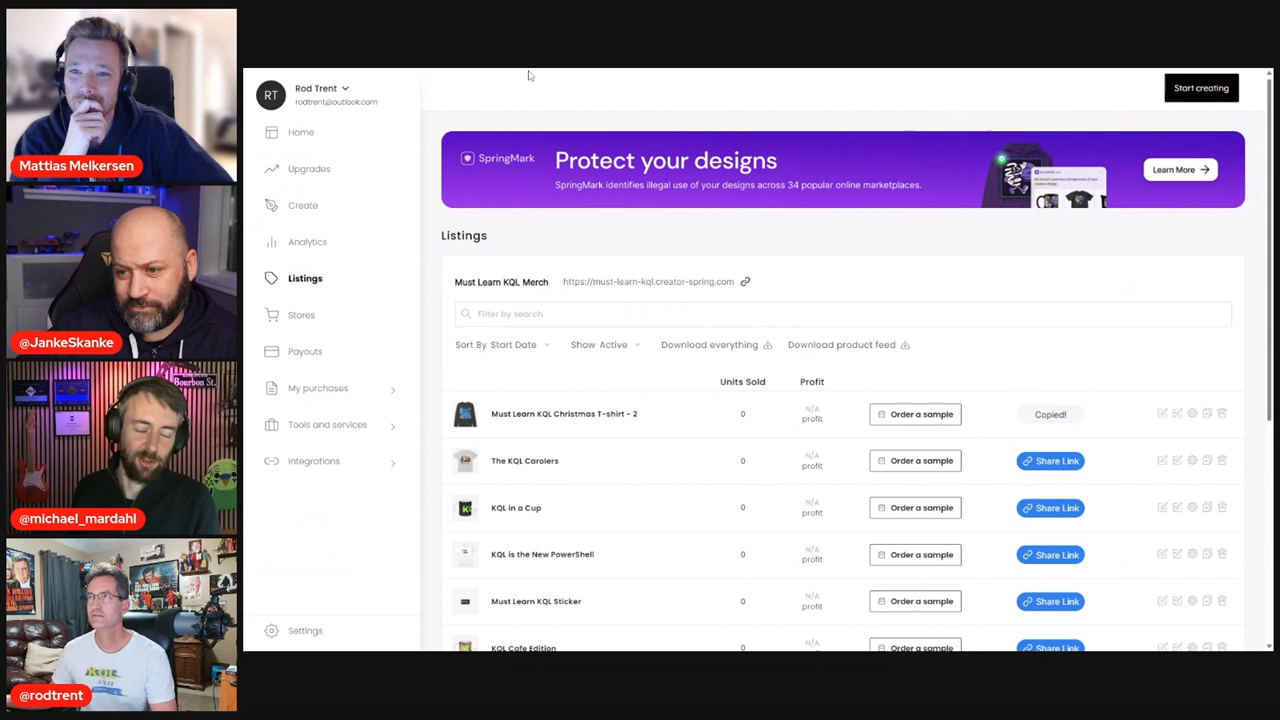 Mattias Melkersen
@JankeSkanke
Bourbon St.
@michael_mardahl
KQL
@rodtrent
RT
Rod Trent
rodtrent@outlook.com
Home
Upgrades
Create
Analytics
Listings
Stores
Payouts
My purchases
Tools and services
Integrations
Settings
Start creating
SpringMark
Protect your designs
SpringMark identifies illegal use of your designs across 34 popular online marketplaces.
Learn More
Listings
Must Learn KQL Merch https://must-learn-kql.creator-spring.com
Filter by search
Sort By Start Date Show Active Download everything Download product feed
Units Sold Profit
Must Learn KQL Christmas T-shirt - 2 0 N/A profit Order a sample Copied!
The KQL Carolers 0 N/A profit Order a sample Share Link
KQL in a Cup 0 N/A profit Order a sample Share Link
KQL is the New PowerShell 0 N/A profit Order a sample Share Link
Must Learn KQL Sticker 0 N/A profit Order a sample Share Link
KQL Cafe Edition 0 N/A Order a sample Share Link